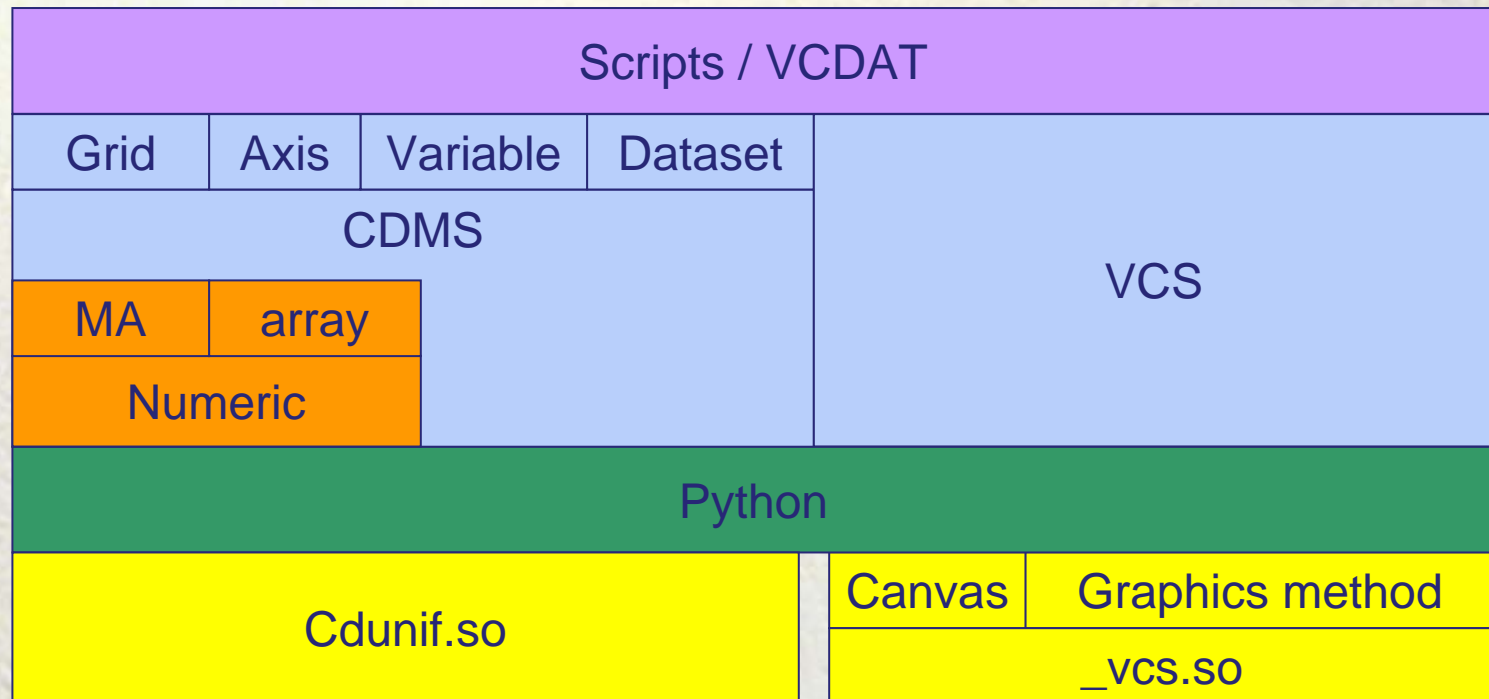 Scripts / VCDAT
Grid Axis Variable Dataset
CDMS
VCS
MA array
Numeric
Python
Cdunif.so
Canvas Graphics method
_vcs.so